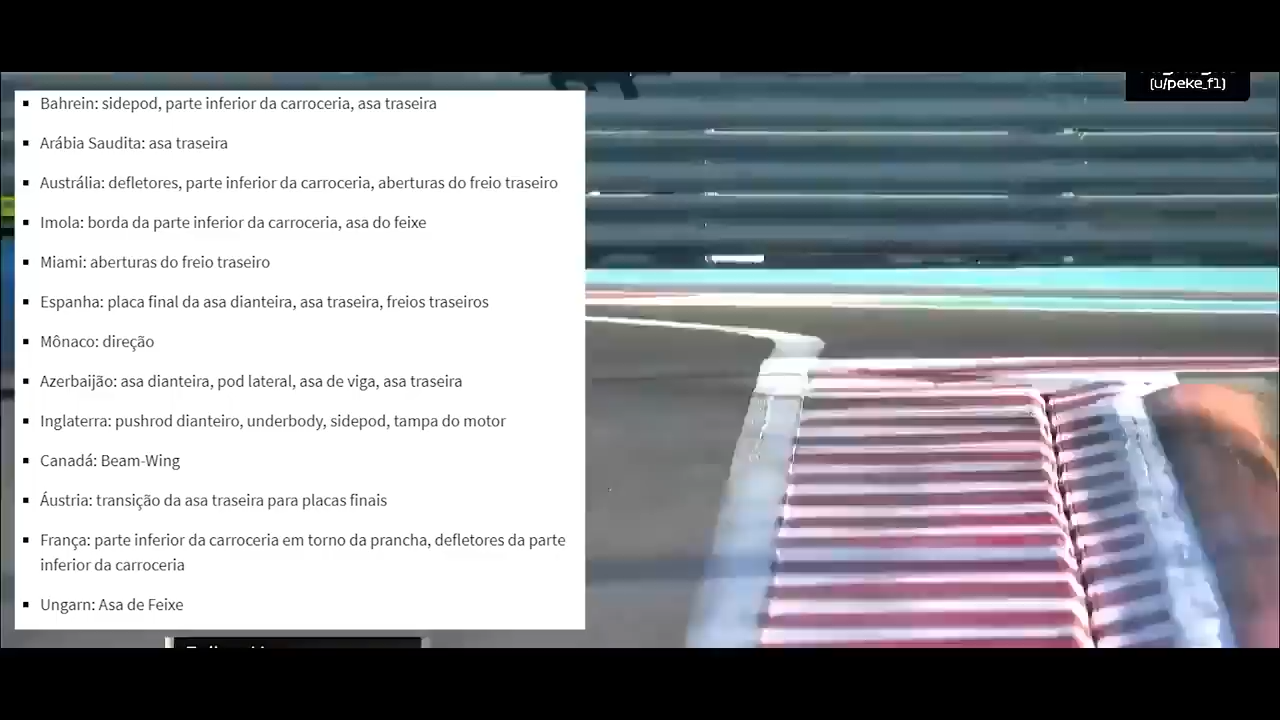 (u/peke_f1)
Bahrein: sidepod, parte inferior da carroceria, asa traseira
Arábia Saudita: asa traseira
Austrália: defletores, parte inferior da carroceria, aberturas do freio traseiro
Imola: borda da parte inferior da carroceria, asa do feixe
Miami: aberturas do freio traseiro
Espanha: placa final da asa dianteira, asa traseira, freios traseiros
Mônaco: direção
Azerbaijão: asa dianteira, pod lateral, asa de viga, asa traseira
Inglaterra: pushrod dianteiro, underbody, sidepod, tampa do motor
Canadá: Beam-Wing
Áustria: transição da asa traseira para placas finais
França: parte inferior da carroceria em torno da prancha, defletores da parte
inferior da carroceria
Ungarn: Asa de Feixe